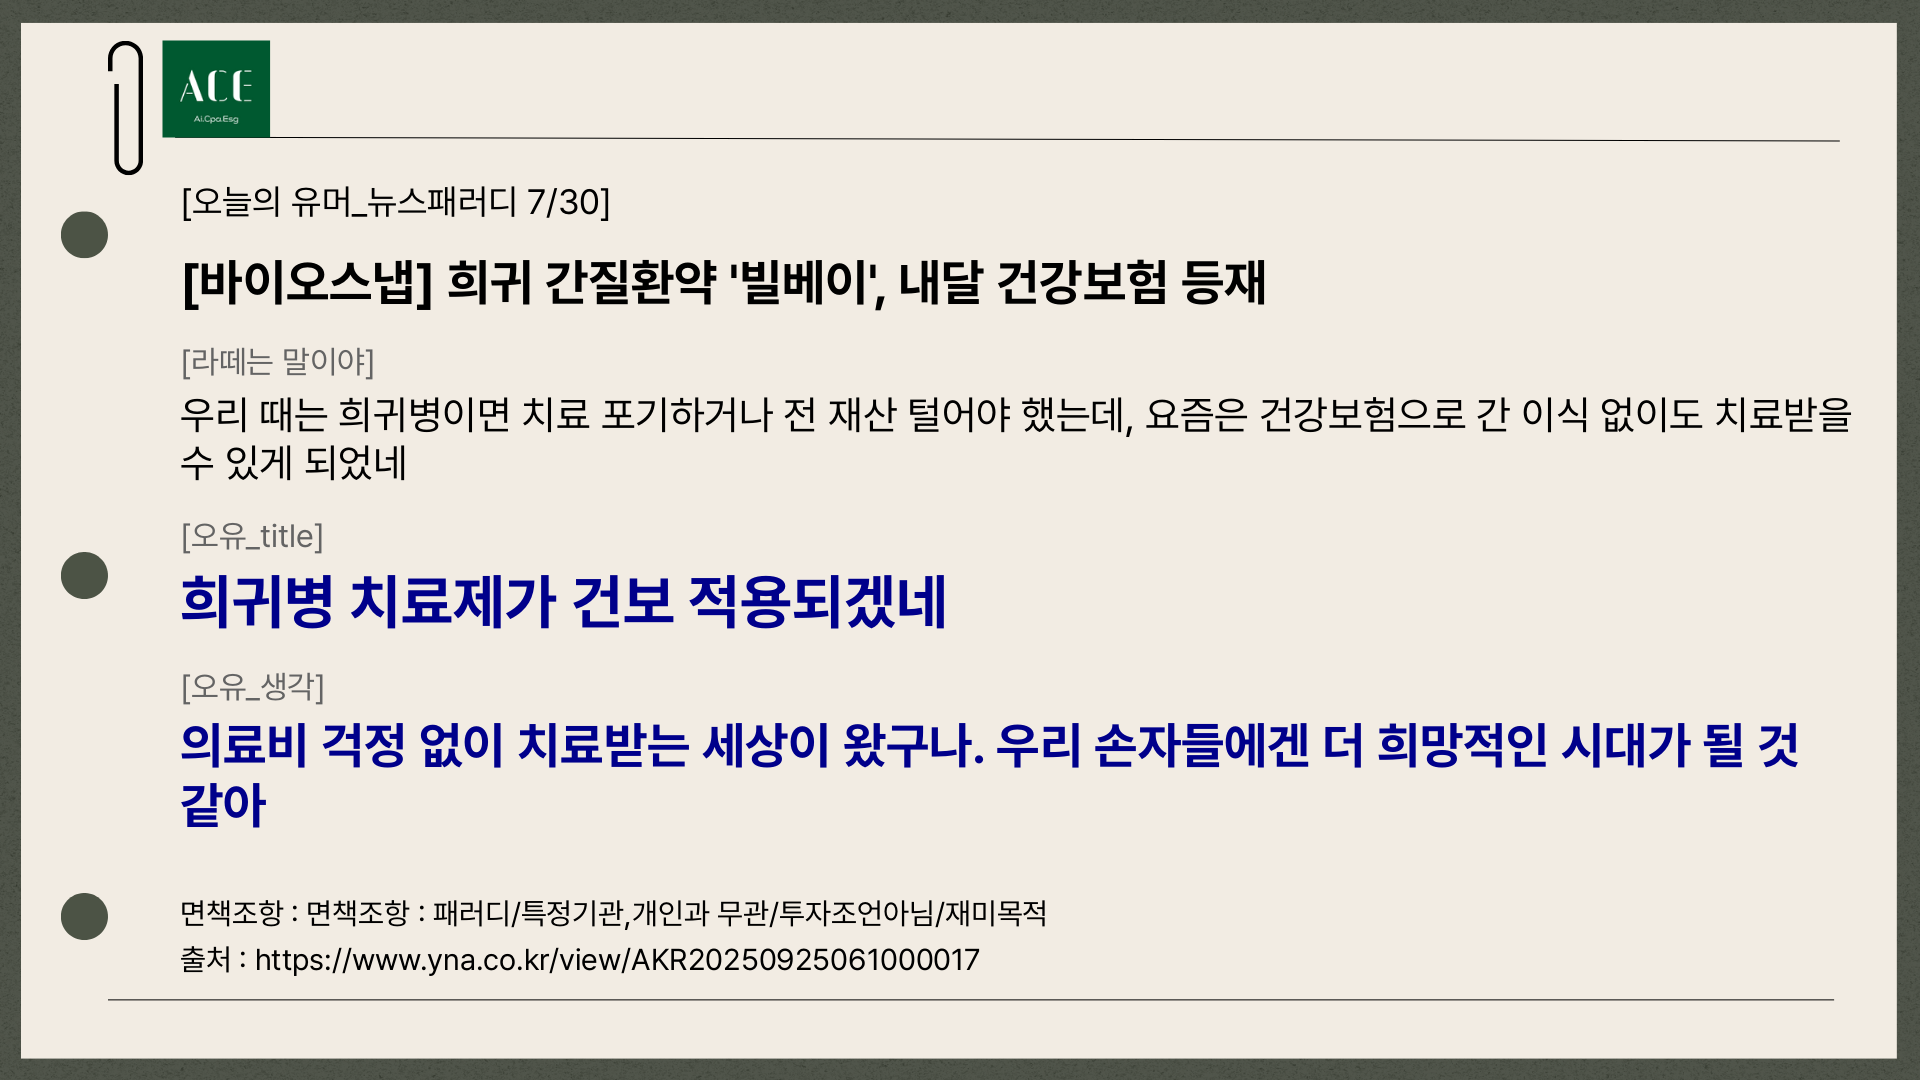 ACE
Ai.Cpa.Esg
[오늘의 유머_뉴스패러디 7/30]
[바이오스냅] 희귀 간질환약 '빌베이', 내달 건강보험 등재
[라떼는 말이야]
우리 때는 희귀병이면 치료 포기하거나 전 재산 털어야 했는데, 요즘은 건강보험으로 간 이식 없이도 치료받을
수 있게 되었네
[오유_title]
희귀병 치료제가 건보 적용되겠네
[오유_생각]
의료비 걱정 없이 치료받는 세상이 왔구나. 우리 손자들에겐 더 희망적인 시대가 될 것
같아
면책조항 : 면책조항 : 패러디/특정기관,개인과 무관/투자조언아님/재미목적
출처 : https://www.yna.co.kr/view/AKR20250925061000017